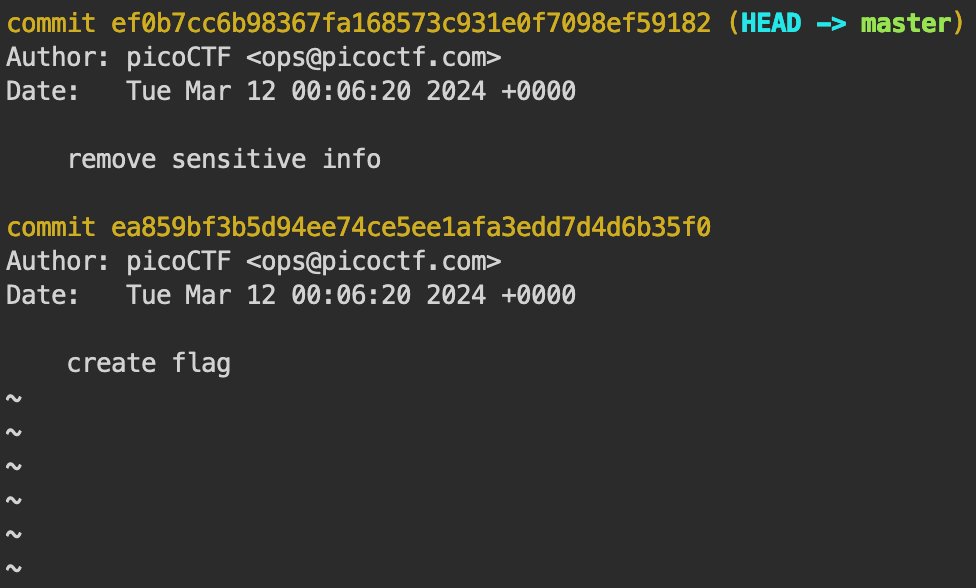 commit ef0b7cc6b98367fa168573c931e0f7098ef59182 (HEAD -> master)
Author: picoCTF <ops@picoctf.com>
Date:   Tue Mar 12 00:06:20 2024 +0000
    remove sensitive info
commit ea859bf3b5d94ee74ce5ee1afa3edd7d4d6b35f0
Author: picoCTF <ops@picoctf.com>
Date:   Tue Mar 12 00:06:20 2024 +0000
    create flag
~
~
~
~
~
~